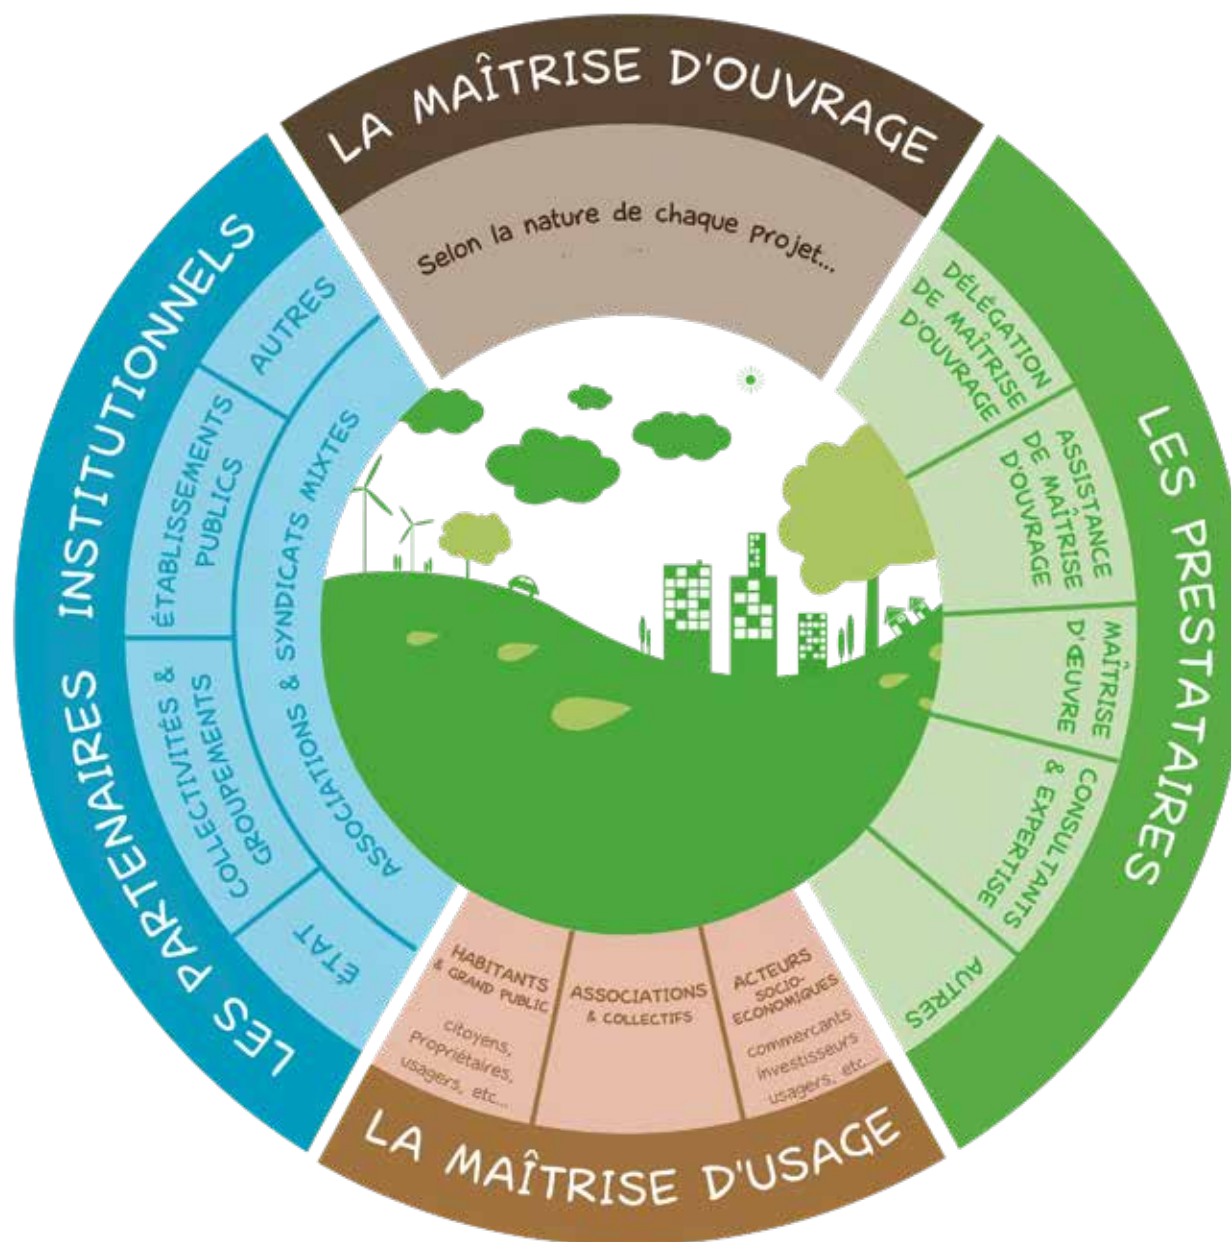 LA MAÎTRISE D'OUVRAGE
Selon la nature de chaque projet...
LES PRESTATAIRES
DÉLÉGATION
DE MAÎTRISE
D'OUVRAGE
ASSISTANCE
DE MAÎTRISE
D'OUVRAGE
MAÎTRISE
D'ŒUVRE
CONSULTANTS
& EXPERTISE
AUTRES
LA MAÎTRISE D'USAGE
HABITANTS
& GRAND PUBLIC
citoyens,
propriétaires,
usagers, etc...
ASSOCIATIONS
& COLLECTIFS
ACTEURS
SOCIO-
ECONOMIQUES
commercants
investisseurs
usagers, etc...
LES PARTENAIRES INSTITUTIONNELS
AUTRES
ÉTABLISSEMENTS
PUBLICS
COLLECTIVITÉS &
GROUPEMENTS
ÉTAT
ASSOCIATIONS & SYNDICATS MIXTES